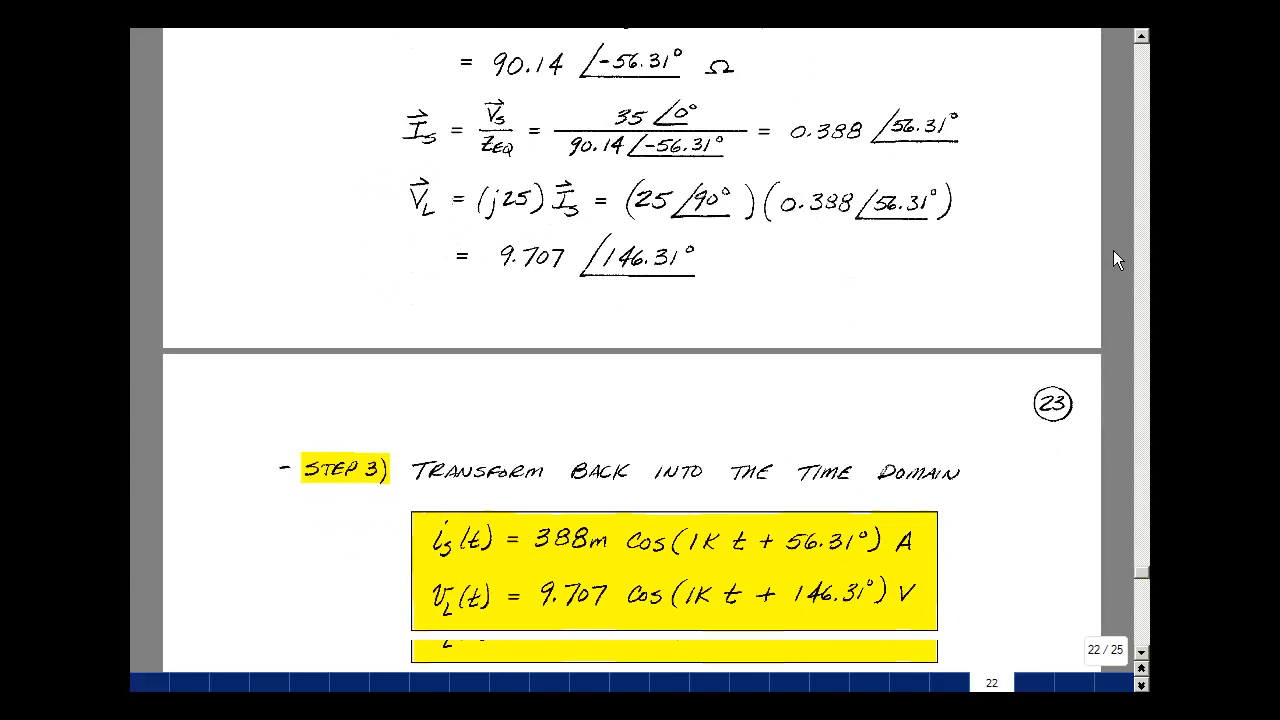 = 90.14 ∠-56.31° Ω
I⃗S = V⃗S / ZEQ = 35 ∠0° / 90.14 ∠-56.31° = 0.388 ∠56.31°
V⃗L = (j25) I⃗S = (25 ∠90°)(0.388 ∠56.31°)
= 9.707 ∠146.31°
23
- STEP 3) TRANSFORM BACK INTO THE TIME DOMAIN
iS(t) = 388m COS(1K t + 56.31°) A
VL(t) = 9.707 COS(1K t + 146.31°) V
22 / 25
22